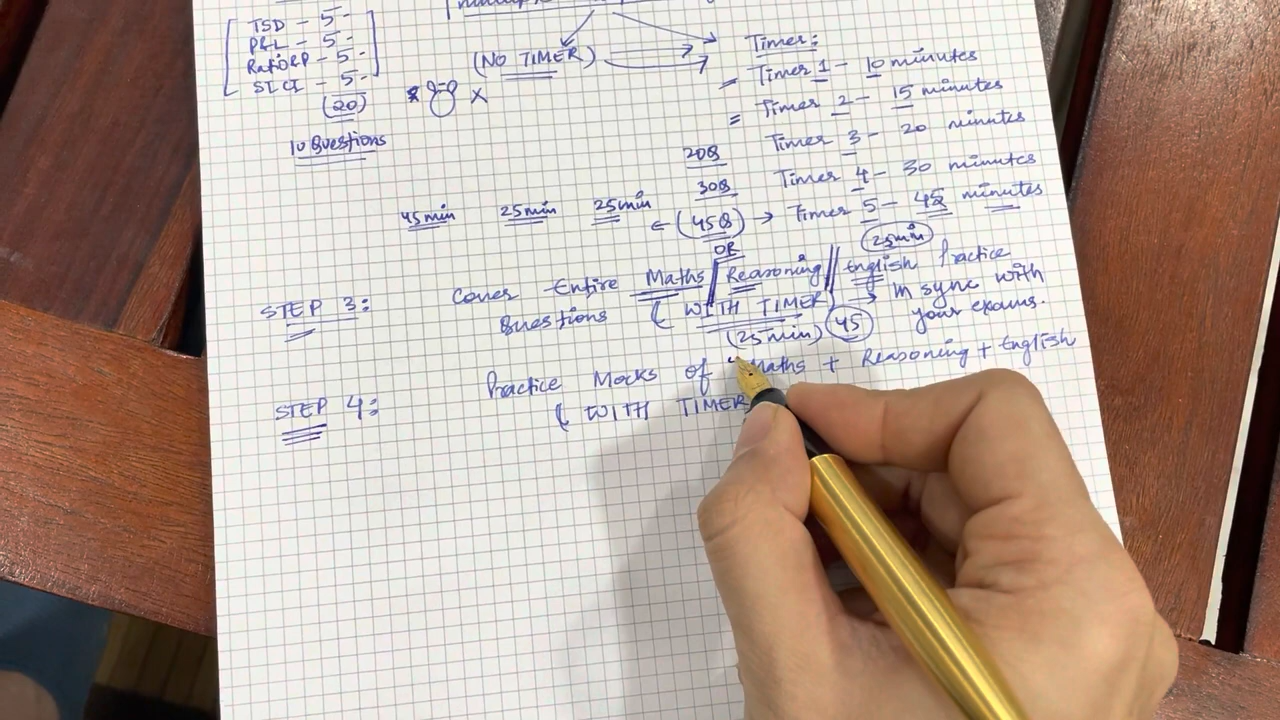 TSD - 5 -
P&L - 5 -
Ratio&P - 5 -
SI CI - 5 -
(20)
10 Questions
(NO TIMER)
x x
Timer:
= Timer 1 - 10 minutes
= Timer 2 - 15 minutes
Timer 3 - 20 minutes
20Q
Timer 4 - 30 minutes
30Q
45min 25min 25min ← (45Q) → Timer 5 - 45 minutes
(25min)
OR
STEP 3: Cover Entire Maths / Reasoning // English Practice
Questions ( WITH TIMER → in sync with
(25min) 45 your exams.
STEP 4: Practice Mocks of Maths + Reasoning + English
( WITH TIMER